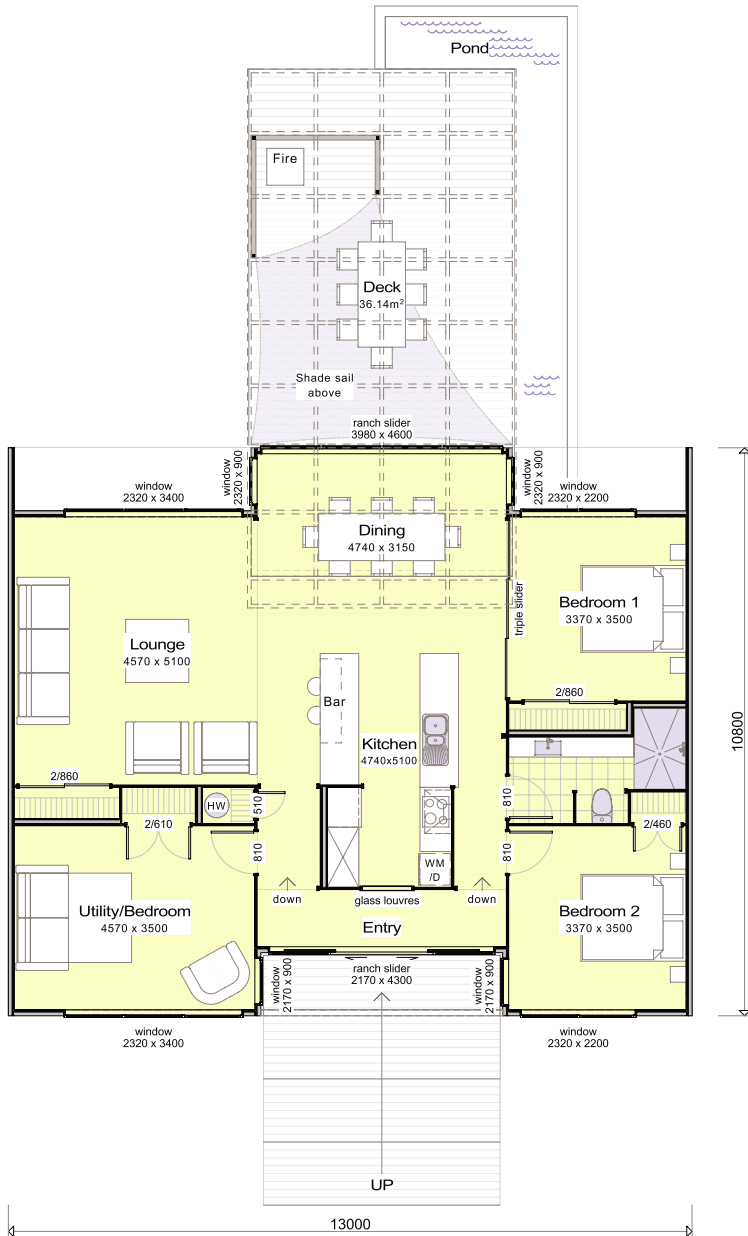 Pond
Fire
Deck
36.14m²
Shade sail
above
ranch slider
3980 x 4600
window
2320 x 3400
window
2320 x 900
window
2320 x 900
window
2320 x 2200
Dining
4740 x 3150
triple slider
Bedroom 1
3370 x 3500
Lounge
4570 x 5100
Bar
Kitchen
4740x5100
2/860
2/860
10800
HW
510
810
2/610
810
810
2/460
WM
/D
down
glass louvres
down
Utility/Bedroom
4570 x 3500
Entry
Bedroom 2
3370 x 3500
window
2170 x 900
ranch slider
2170 x 4300
window
2170 x 900
window
2320 x 3400
window
2320 x 2200
UP
13000